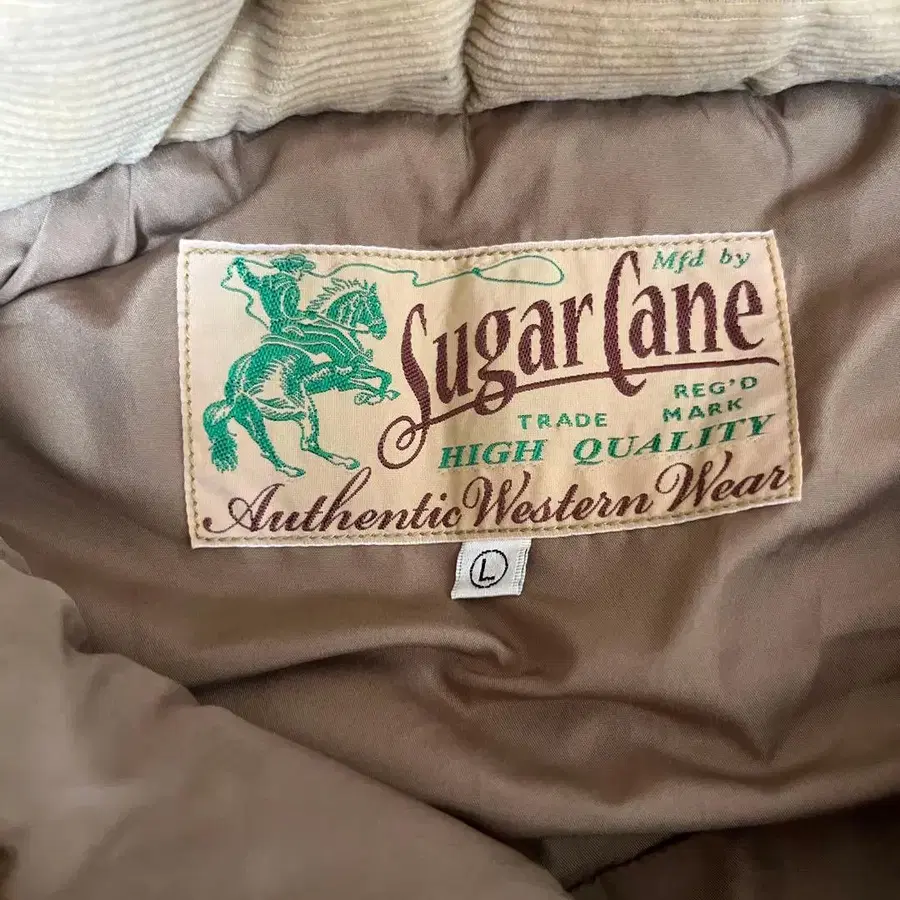 Mfd by
Sugar Cane
TRADE REG'D MARK
HIGH QUALITY
Authentic Western Wear
L